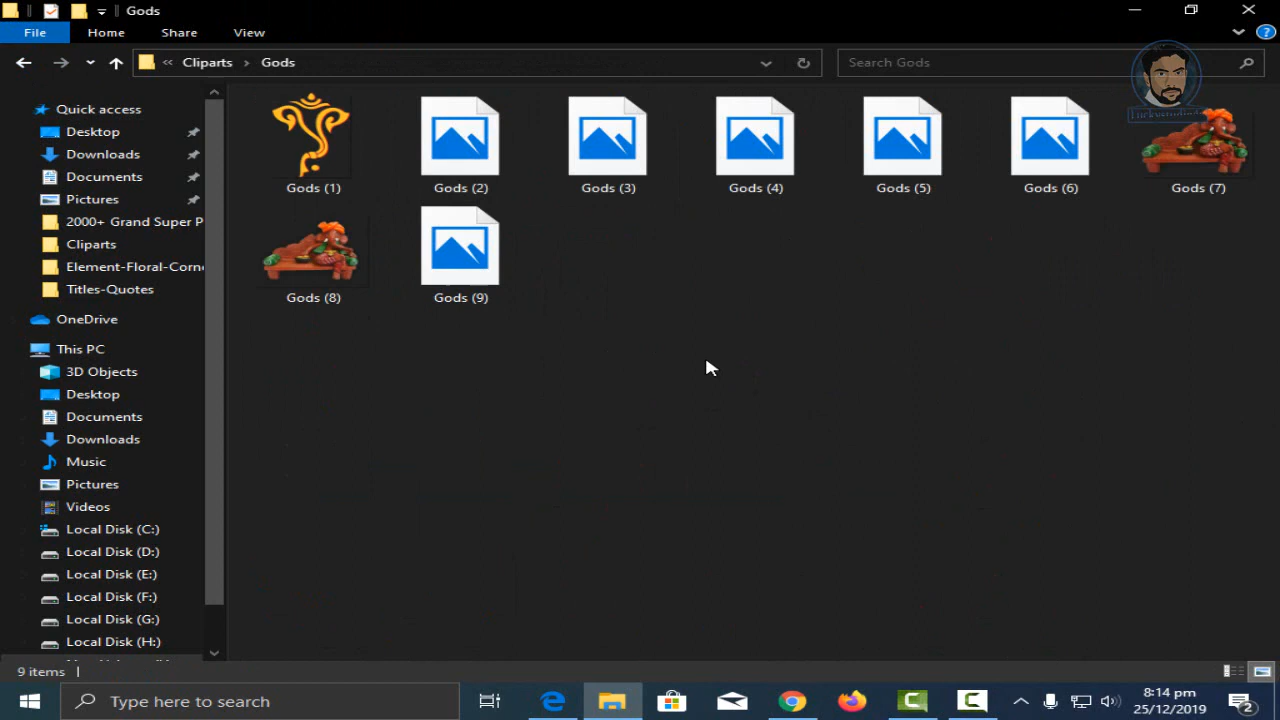 Gods
File
Home
Share
View
Cliparts
Gods
Search Gods
Quick access
Desktop
Downloads
Documents
Pictures
2000+ Grand Super P
Cliparts
Element-Floral-Corn
Titles-Quotes
OneDrive
This PC
3D Objects
Desktop
Documents
Downloads
Music
Pictures
Videos
Local Disk (C:)
Local Disk (D:)
Local Disk (E:)
Local Disk (F:)
Local Disk (G:)
Local Disk (H:)
Gods (1)
Gods (2)
Gods (3)
Gods (4)
Gods (5)
Gods (6)
Gods (7)
Gods (8)
Gods (9)
9 items
Type here to search
8:14 pm
25/12/2019
2